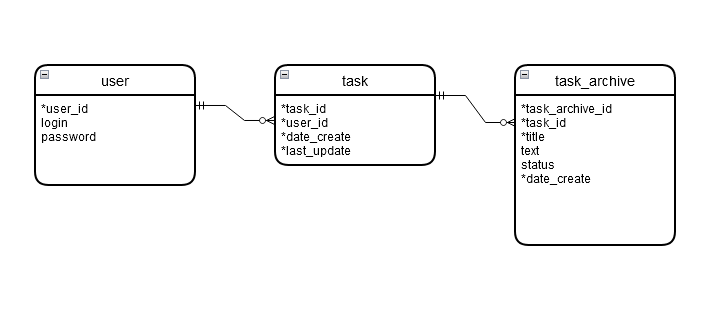 user
*user_id
login
password
task
*task_id
*user_id
*date_create
*last_update
task_archive
*task_archive_id
*task_id
*title
text
status
*date_create